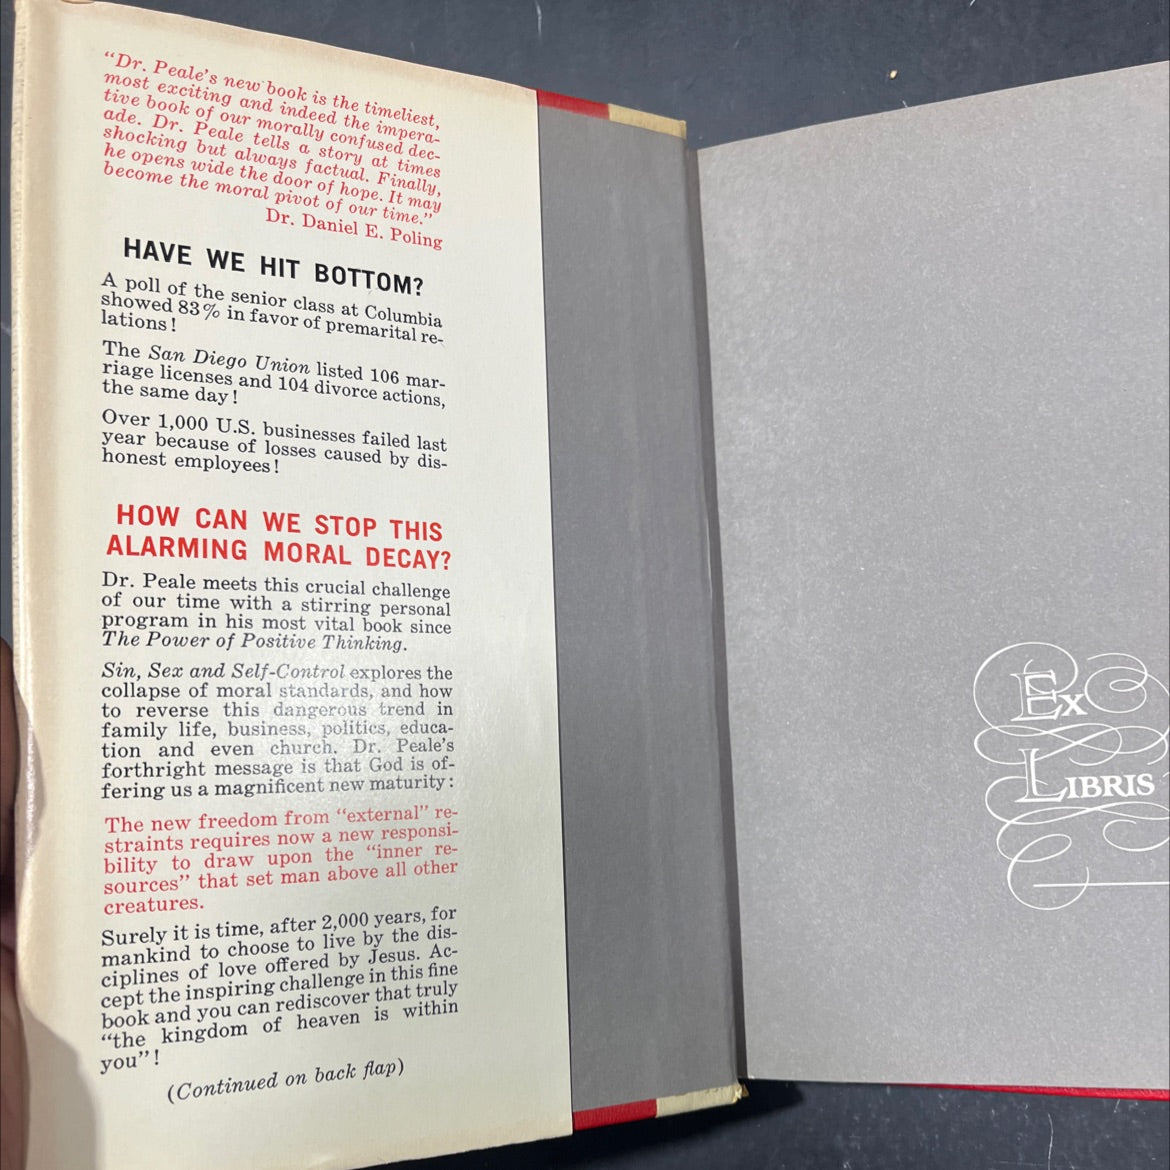 "Dr. Peale's new book is the timeliest,
most exciting and indeed the impera-
tive book of our morally confused dec-
ade. Dr. Peale tells a story at times
shocking but always factual. Finally,
he opens wide the door of hope. It may
become the moral pivot of our time."
Dr. Daniel E. Poling
HAVE WE HIT BOTTOM?
A poll of the senior class at Columbia
showed 83% in favor of premarital re-
lations!
The San Diego Union listed 106 mar-
riage licenses and 104 divorce actions,
the same day!
Over 1,000 U.S. businesses failed last
year because of losses caused by dis-
honest employees!
HOW CAN WE STOP THIS
ALARMING MORAL DECAY?
Dr. Peale meets this crucial challenge
of our time with a stirring personal
program in his most vital book since
The Power of Positive Thinking.
Sin, Sex and Self-Control explores the
collapse of moral standards, and how
to reverse this dangerous trend in
family life, business, politics, educa-
tion and even church. Dr. Peale's
forthright message is that God is of-
fering us a magnificent new maturity:
The new freedom from "external" re-
straints requires now a new responsi-
bility to draw upon the "inner re-
sources" that set man above all other
creatures.
Surely it is time, after 2,000 years, for
mankind to choose to live by the dis-
ciplines of love offered by Jesus. Ac-
cept the inspiring challenge in this fine
book and you can rediscover that truly
"the kingdom of heaven is within
you"!
(Continued on back flap)
EX
LIBRIS